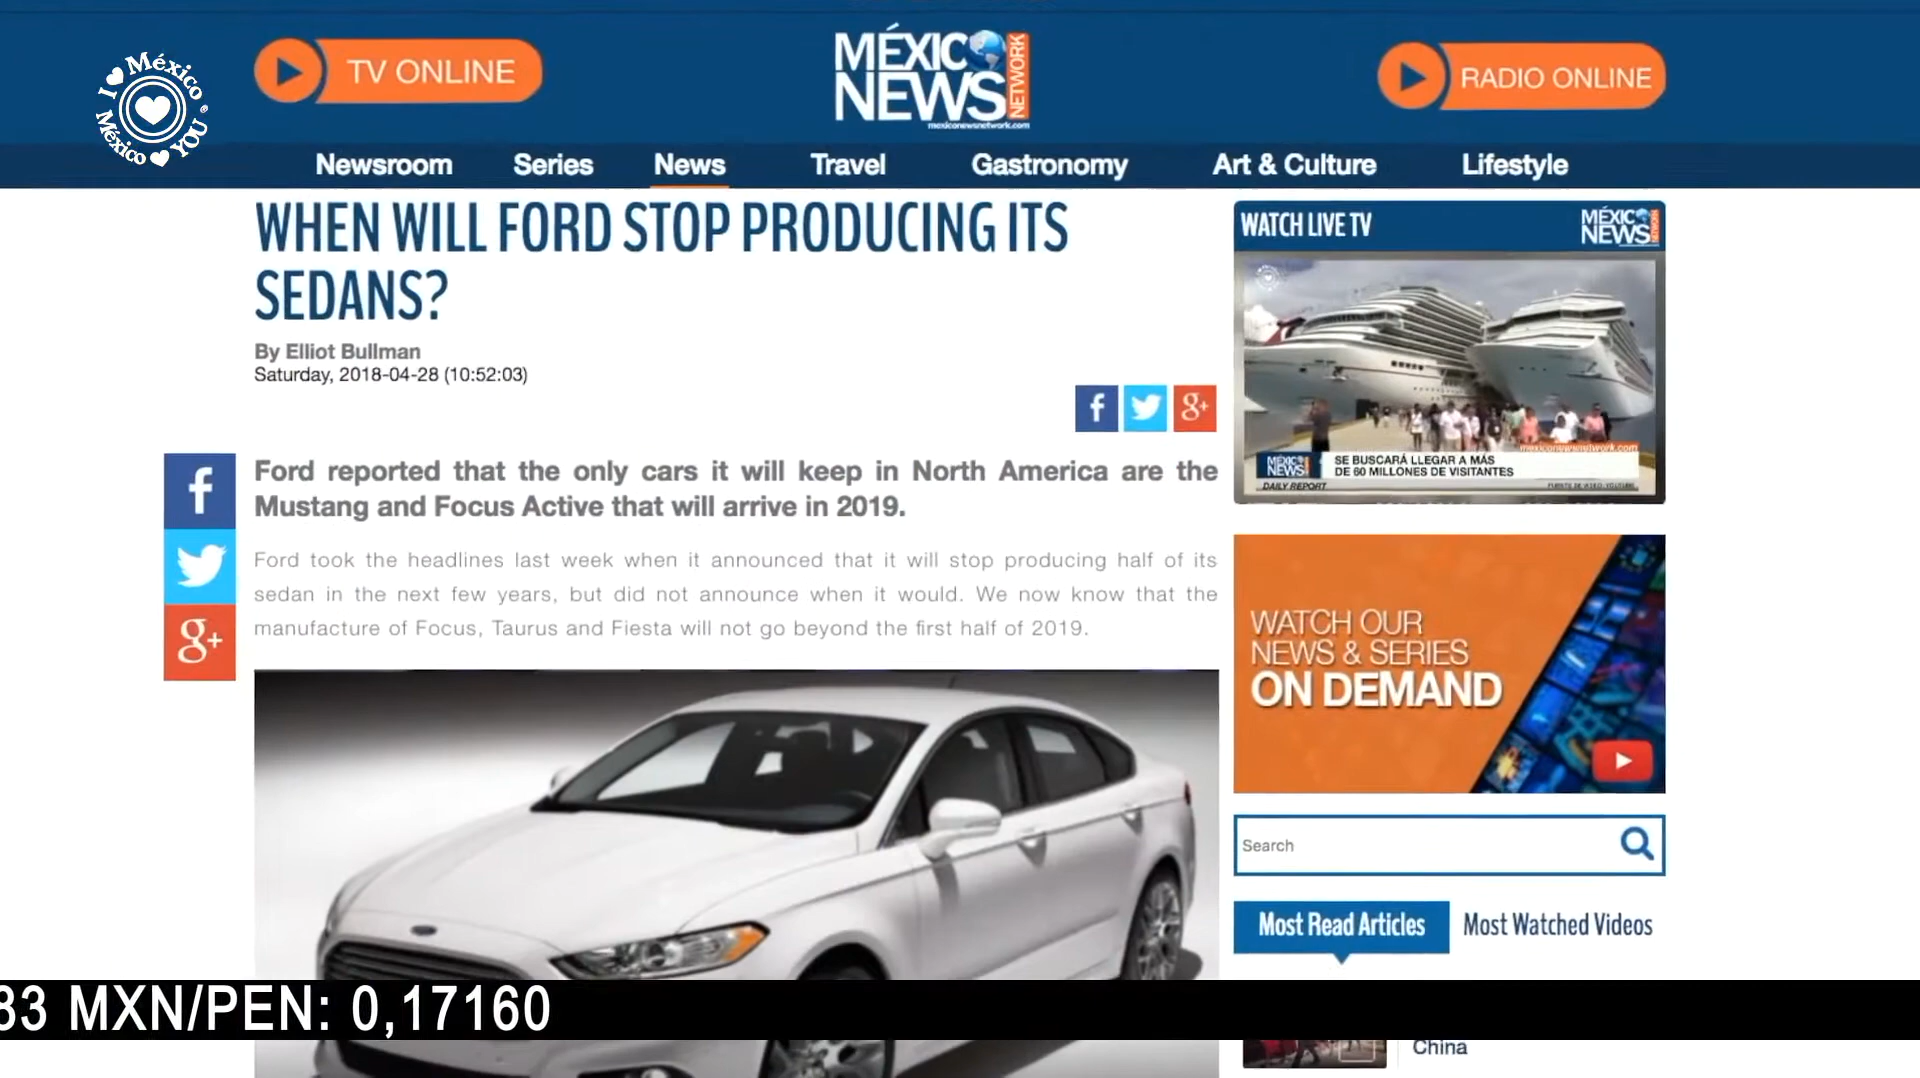 I México
México YOU
TV ONLINE
MÉXICO
NEWS
NETWORK
mexiconewsnetwork.com
RADIO ONLINE
Newsroom Series News Travel Gastronomy Art & Culture Lifestyle
WHEN WILL FORD STOP PRODUCING ITS
SEDANS?
By Elliot Bullman
Saturday, 2018-04-28 (10:52:03)
f
g+
f
g+
Ford reported that the only cars it will keep in North America are the
Mustang and Focus Active that will arrive in 2019.
Ford took the headlines last week when it announced that it will stop producing half of its
sedan in the next few years, but did not announce when it would. We now know that the
manufacture of Focus, Taurus and Fiesta will not go beyond the first half of 2019.
WATCH LIVE TV
MÉXICO
NEWS
NETWORK
mexiconewsnetwork.com
MÉXICO
NEWS
SE BUSCARÁ LLEGAR A MÁS
DE 60 MILLONES DE VISITANTES
DAILY REPORT
FUENTE DE VIDEO: YOUTUBE
WATCH OUR
NEWS & SERIES
ON DEMAND
Search
Most Read Articles Most Watched Videos
83 MXN/PEN: 0,17160
China